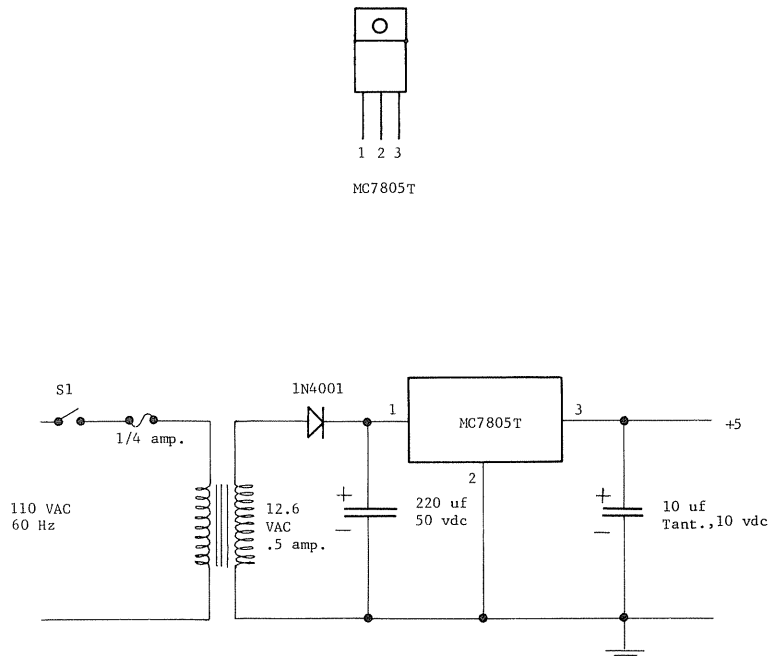 1 2 3
MC7805T
S1
1/4 amp.
110 VAC
60 Hz
12.6
VAC
.5 amp.
1N4001
1
MC7805T
3
2
+
−
220 uf
50 vdc
+5
+
−
10 uf
Tant.,10 vdc